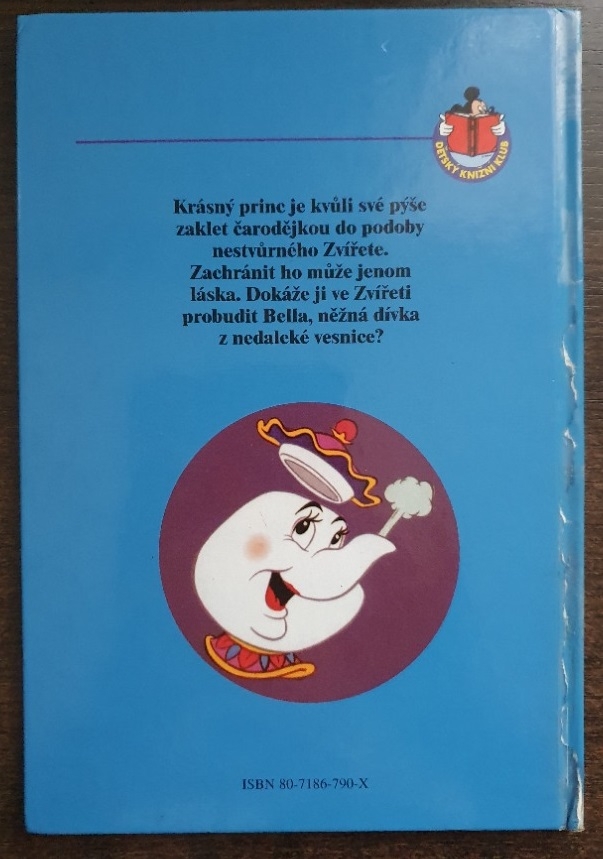 DĚTSKÝ KNIŽNÍ KLUB
Krásný princ je kvůli své pýše
zaklet čarodějkou do podoby
nestvůrného Zvířete.
Zachránit ho může jenom
láska. Dokáže ji ve Zvířeti
probudit Bella, něžná dívka
z nedaleké vesnice?
ISBN 80-7186-790-X